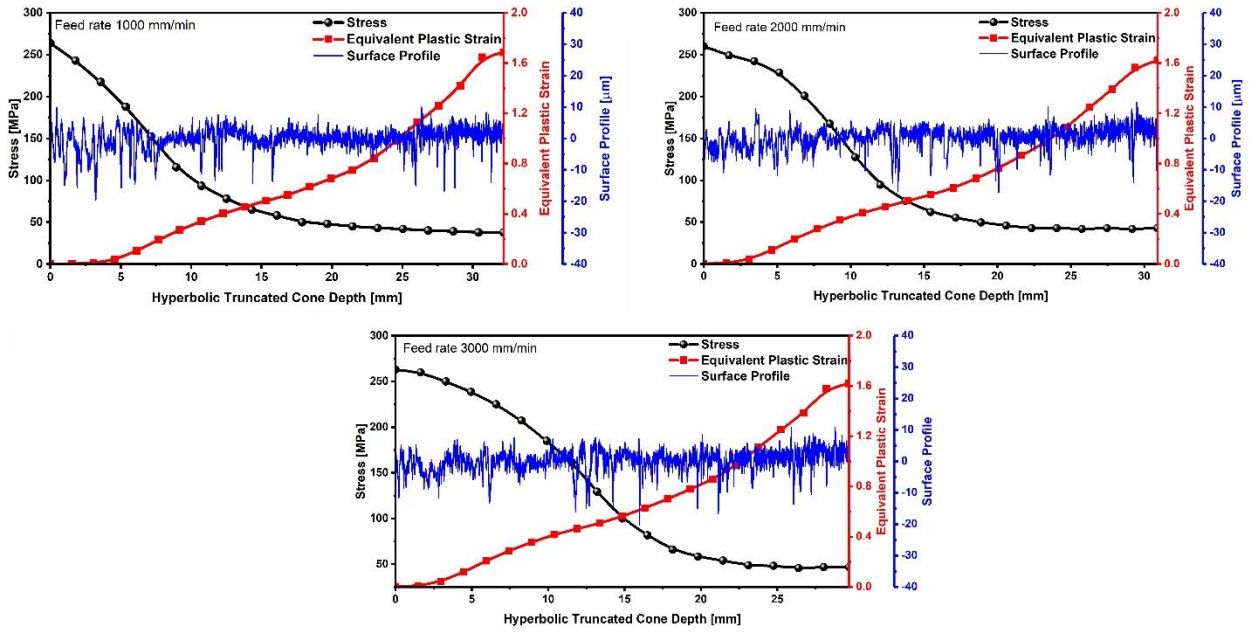 Feed rate 1000 mm/min
Stress
Equivalent Plastic Strain
Surface Profile
300
250
200
150
100
50
0
Stress [MPa]
0 5 10 15 20 25 30
Hyperbolic Truncated Cone Depth [mm]
2.0
1.6
1.2
0.8
0.4
0.0
Equivalent Plastic Strain
40
30
20
10
0
-10
-20
-30
-40
Surface Profile [µm]
Feed rate 2000 mm/min
Stress
Equivalent Plastic Strain
Surface Profile
300
250
200
150
100
50
0
Stress [MPa]
0 5 10 15 20 25 30
Hyperbolic Truncated Cone Depth [mm]
2.0
1.6
1.2
0.8
0.4
0.0
Equivalent Plastic Strain
40
30
20
10
0
-10
-20
-30
-40
Surface Profile [µm]
Feed rate 3000 mm/min
Stress
Equivalent Plastic Strain
Surface Profile
300
250
200
150
100
50
Stress [MPa]
0 5 10 15 20 25
Hyperbolic Truncated Cone Depth [mm]
2.0
1.6
1.2
0.8
0.4
0.0
Equivalent Plastic Strain
40
30
20
10
0
-10
-20
-30
-40
Surface Profile